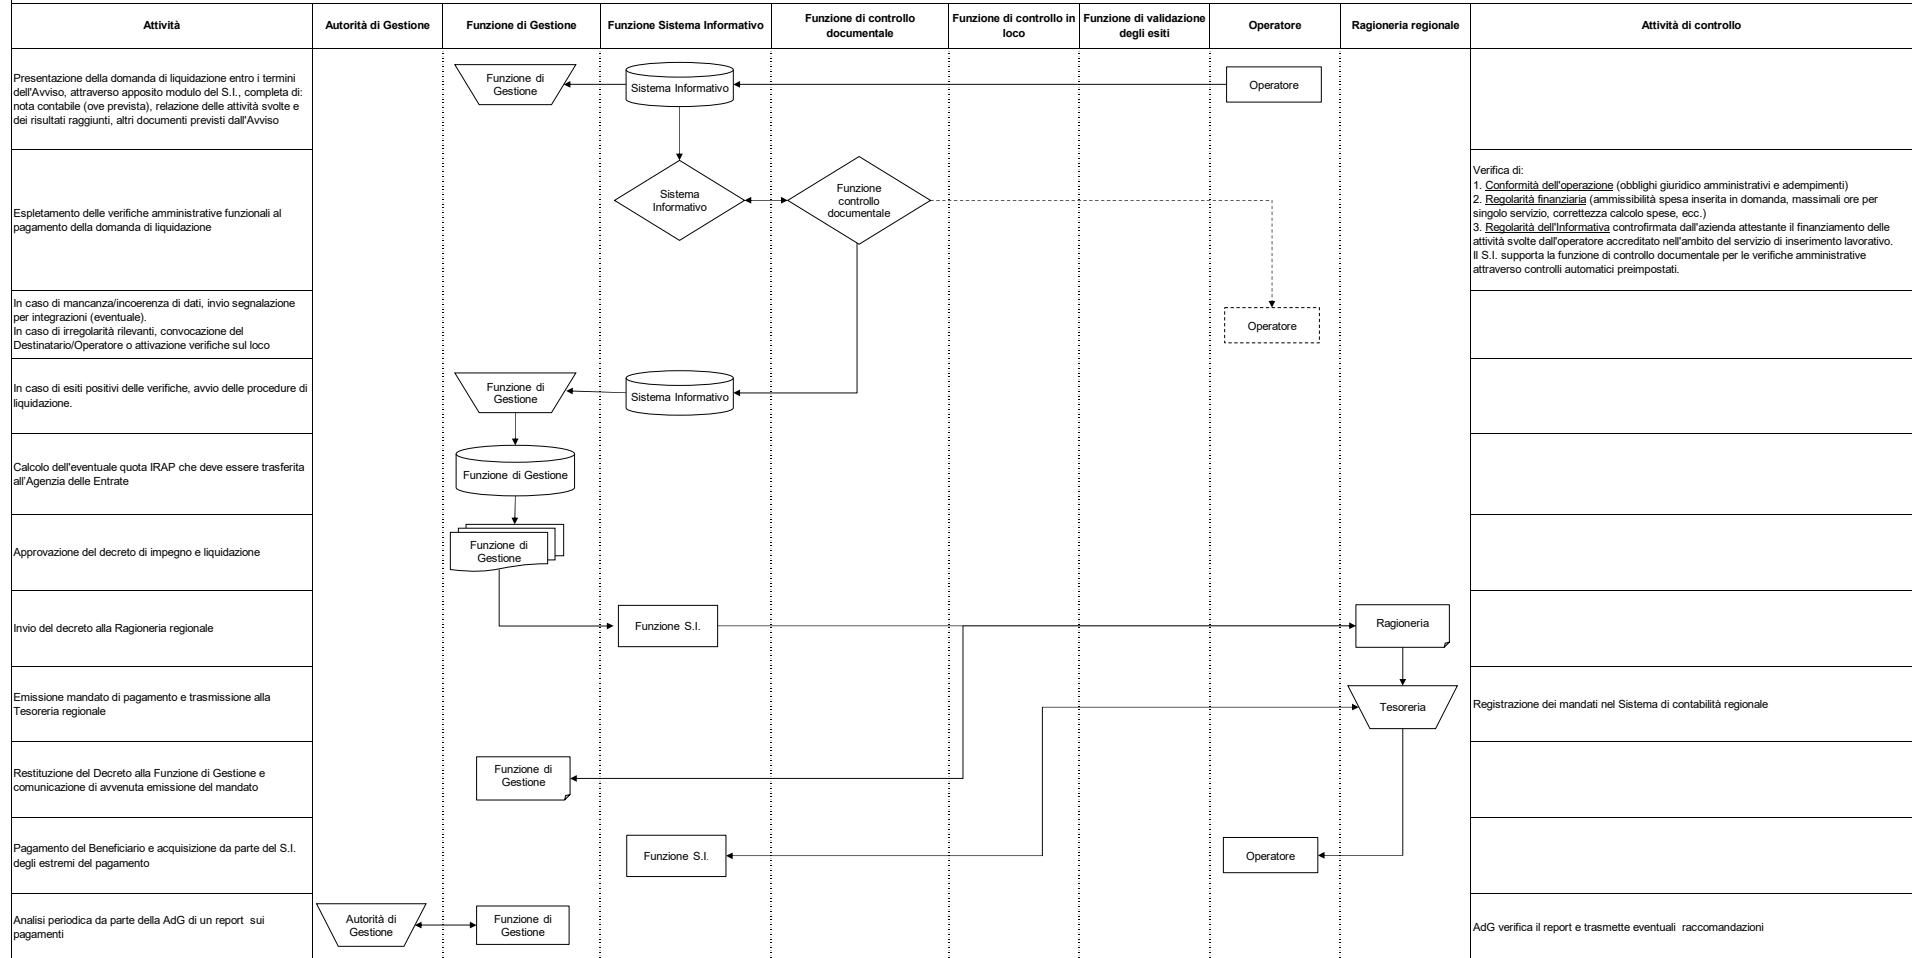 Attività
Autorità di Gestione
Funzione di Gestione
Funzione Sistema Informativo
Funzione di controllo
documentale
Funzione di controllo in
loco
Funzione di validazione
degli esiti
Operatore
Ragioneria regionale
Attività di controllo
Presentazione della domanda di liquidazione entro i termini
dell'Avviso, attraverso apposito modulo del S.I., completa di:
nota contabile (ove prevista), relazione delle attività svolte e
dei risultati raggiunti, altri documenti previsti dall'Avviso
Funzione di
Gestione
Sistema Informativo
Operatore
Espletamento delle verifiche amministrative funzionali al
pagamento della domanda di liquidazione
Sistema
Informativo
Funzione
controllo
documentale
Verifica di:
1. Conformità dell'operazione (obblighi giuridico amministrativi e adempimenti)
2. Regolarità finanziaria (ammissibilità spesa inserita in domanda, massimali ore per
singolo servizio, correttezza calcolo spese, ecc.)
3. Regolarità dell'Informativa controfirmata dall'azienda attestante il finanziamento delle
attività svolte dall'operatore accreditato nell'ambito del servizio di inserimento lavorativo.
Il S.I. supporta la funzione di controllo documentale per le verifiche amministrative
attraverso controlli automatici preimpostati.
In caso di mancanza/incoerenza di dati, invio segnalazione
per integrazioni (eventuale).
In caso di irregolarità rilevanti, convocazione del
Destinatario/Operatore o attivazione verifiche sul loco
Operatore
In caso di esiti positivi delle verifiche, avvio delle procedure di
liquidazione.
Funzione di
Gestione
Sistema Informativo
Calcolo dell'eventuale quota IRAP che deve essere trasferita
all'Agenzia delle Entrate
Funzione di Gestione
Approvazione del decreto di impegno e liquidazione
Funzione di
Gestione
Invio del decreto alla Ragioneria regionale
Funzione S.I.
Ragioneria
Emissione mandato di pagamento e trasmissione alla
Tesoreria regionale
Tesoreria
Registrazione dei mandati nel Sistema di contabilità regionale
Restituzione del Decreto alla Funzione di Gestione e
comunicazione di avvenuta emissione del mandato
Funzione di
Gestione
Pagamento del Beneficiario e acquisizione da parte del S.I.
degli estremi del pagamento
Funzione S.I.
Operatore
Analisi periodica da parte della AdG di un report sui
pagamenti
Autorità di
Gestione
Funzione di
Gestione
AdG verifica il report e trasmette eventuali raccomandazioni